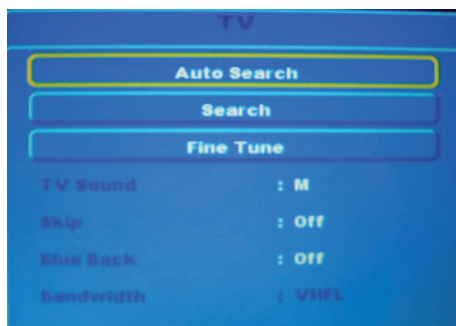 TV
Auto Search
Search
Fine Tune
TV Sound : M
Skip : Off
Blue Back : Off
Bandwidth : VHFL